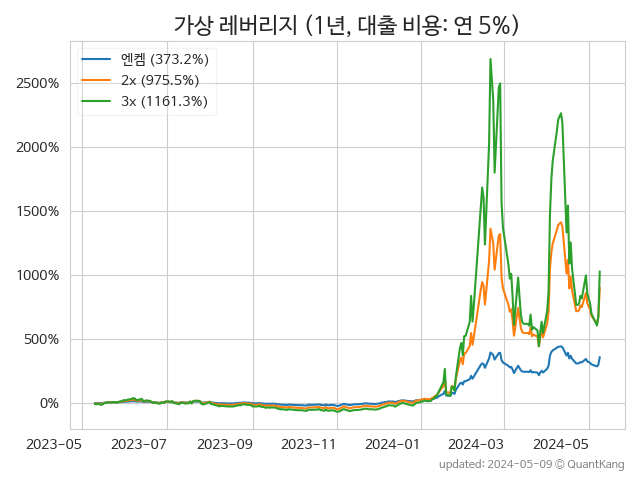 가상 레버리지 (1년, 대출 비용: 연 5%)
엔켐 (373.2%)
2x (975.5%)
3x (1161.3%)
2500%
2000%
1500%
1000%
500%
0%
2023-05 2023-07 2023-09 2023-11 2024-01 2024-03 2024-05
updated: 2024-05-09 © QuantKang